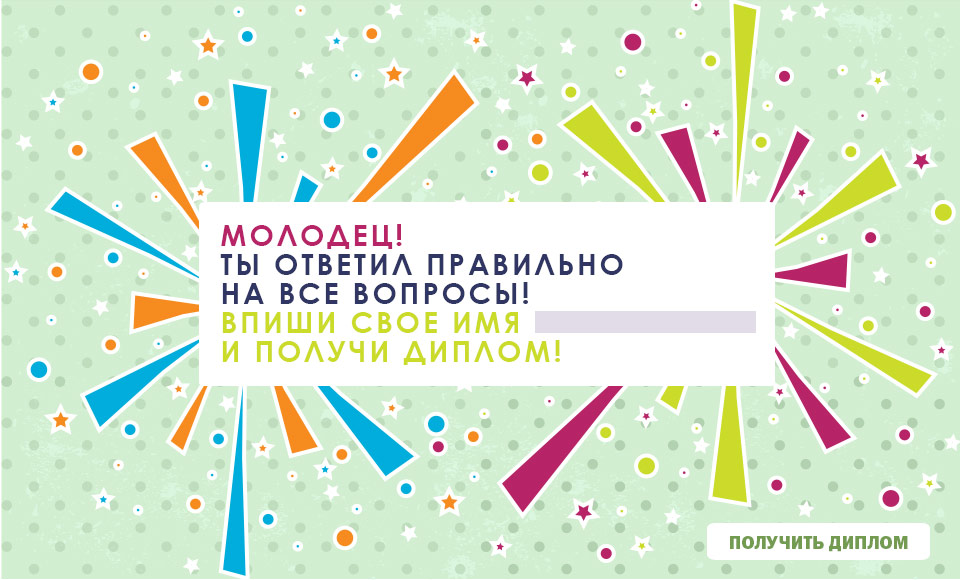 МОЛОДЕЦ!
ТЫ ОТВЕТИЛ ПРАВИЛЬНО
НА ВСЕ ВОПРОСЫ!
ВПИШИ СВОЕ ИМЯ
И ПОЛУЧИ ДИПЛОМ!
ПОЛУЧИТЬ ДИПЛОМ